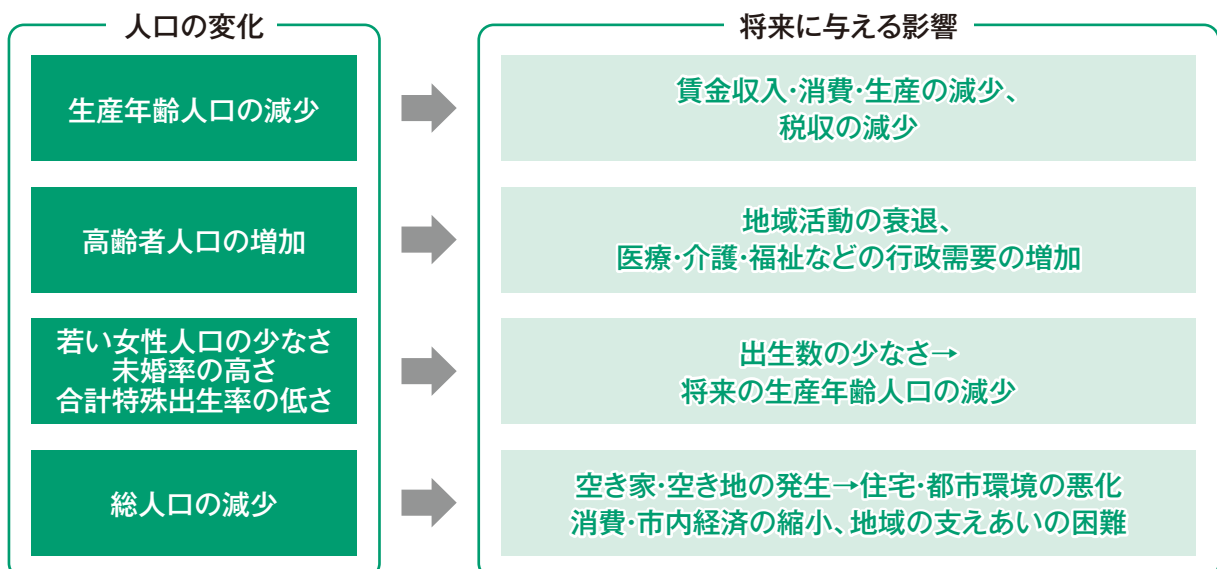 人口の変化
将来に与える影響
生産年齢人口の減少
賃金収入・消費・生産の減少、
税収の減少
高齢者人口の増加
地域活動の衰退、
医療・介護・福祉などの行政需要の増加
若い女性人口の少なさ
未婚率の高さ
合計特殊出生率の低さ
出生数の少なさ→
将来の生産年齢人口の減少
総人口の減少
空き家・空き地の発生→住宅・都市環境の悪化
消費・市内経済の縮小、地域の支えあいの困難